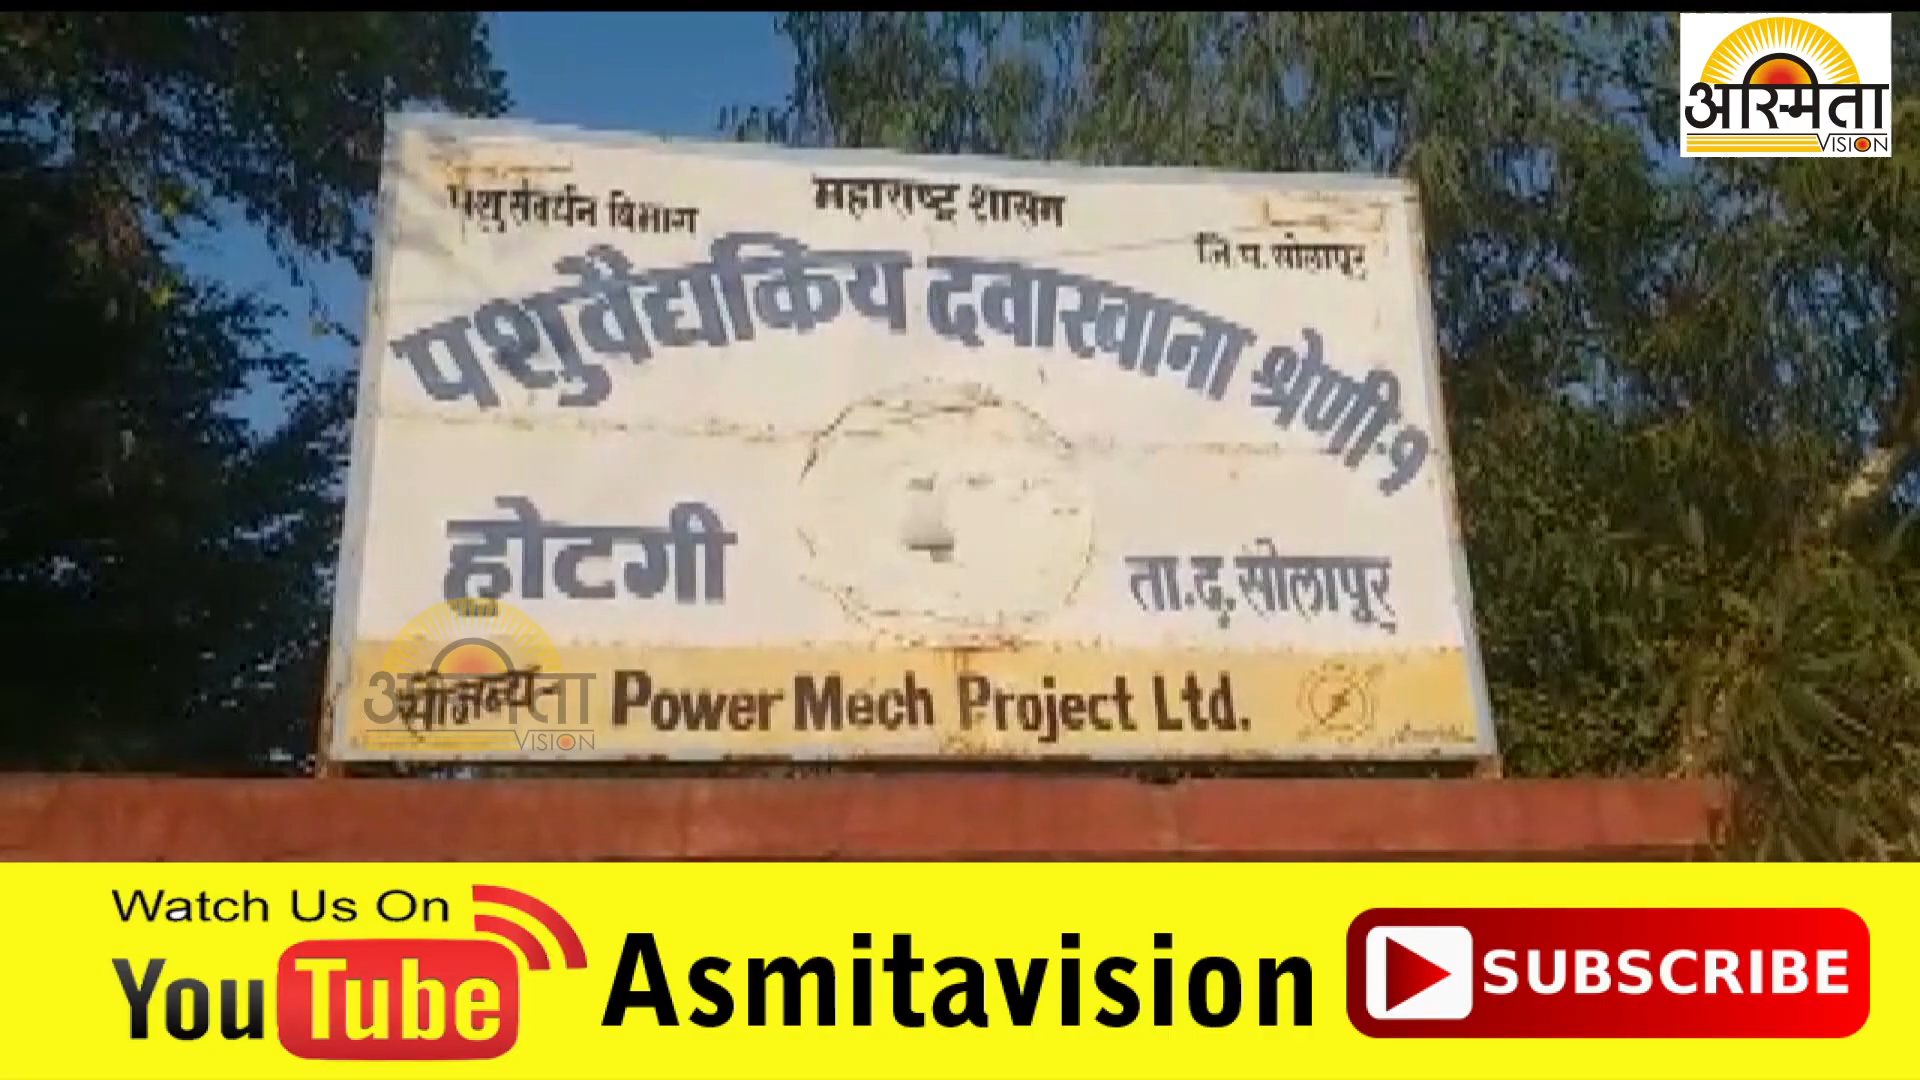 अस्मिता
VISION
महाराष्ट्र शासन
पशुसंवर्धन विभाग
जि.प.सोलापूर
पशुवैद्यकिय दवाखाना श्रेणी-१
होटगी
ता.द.सोलापूर
सौजन्य- Power Mech Project Ltd.
अस्मिता
VISION
Watch Us On
YouTube
Asmitavision
SUBSCRIBE